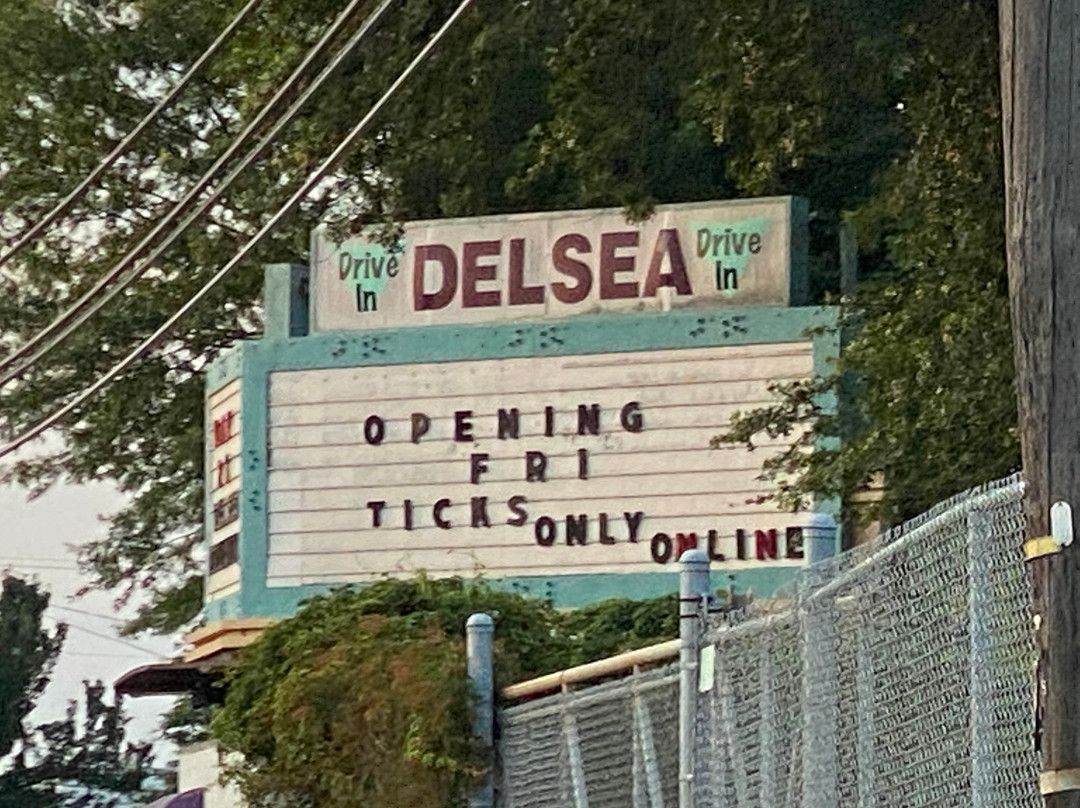 Drive In DELSEA Drive In
OPENING
FRI
TICKS ONLY ONLINE